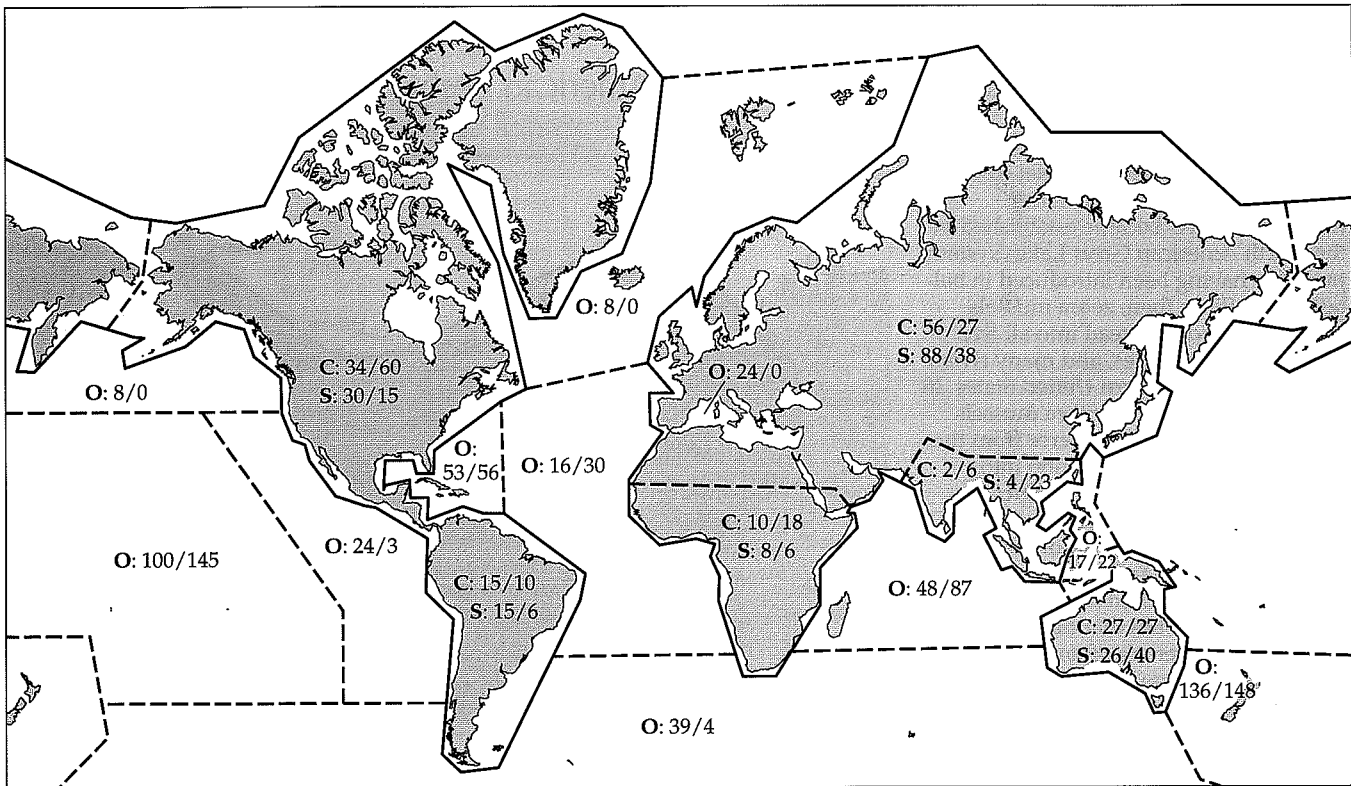 O: 8/0
C: 56/27
S: 88/38
C: 34/60
S: 30/15
O: 24/0
O: 8/0
O:
53/56
O: 16/30
C: 2/6
S: 4/23
C: 10/18
S: 8/6
O: 100/145
O: 24/3
O:
17/22
C: 15/10
S: 15/6
O: 48/87
C: 27/27
S: 26/40
O:
136/148
O: 39/4